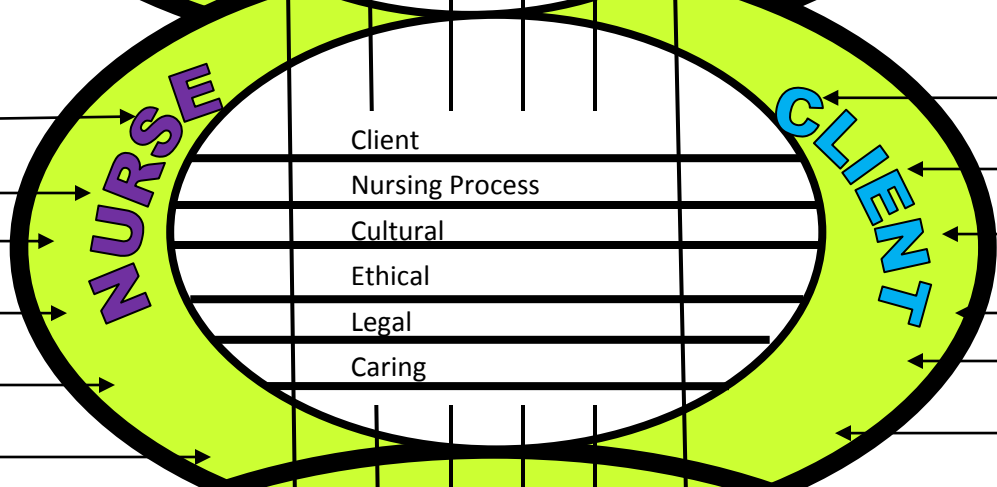 NURSE
CLIENT
Client
Nursing Process
Cultural
Ethical
Legal
Caring